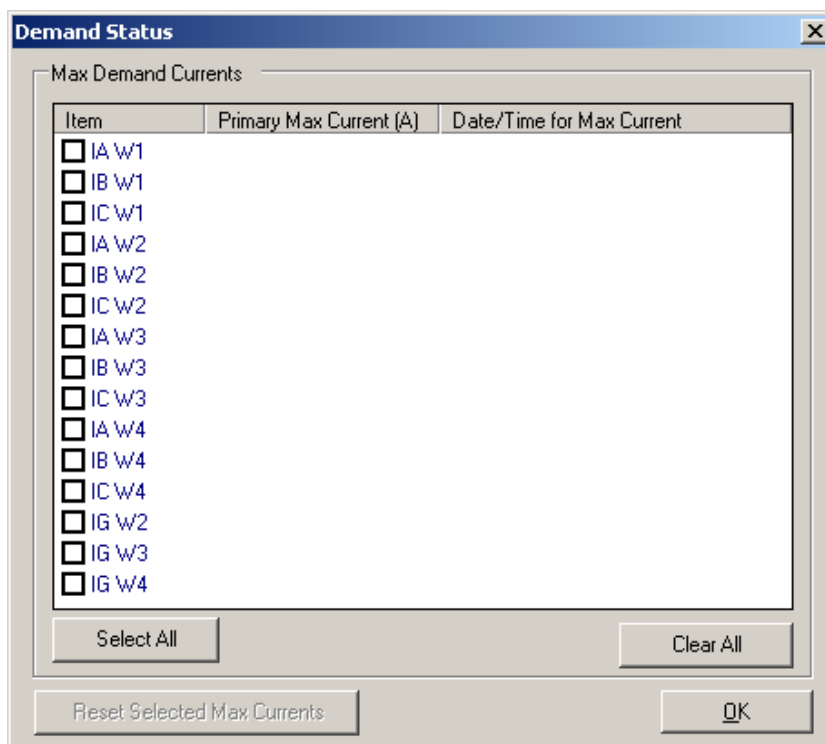 Demand Status
Max Demand Currents
Item Primary Max Current (A) Date/Time for Max Current
IA W1
IB W1
IC W1
IA W2
IB W2
IC W2
IA W3
IB W3
IC W3
IA W4
IB W4
IC W4
IG W2
IG W3
IG W4
Select All Clear All
Reset Selected Max Currents OK